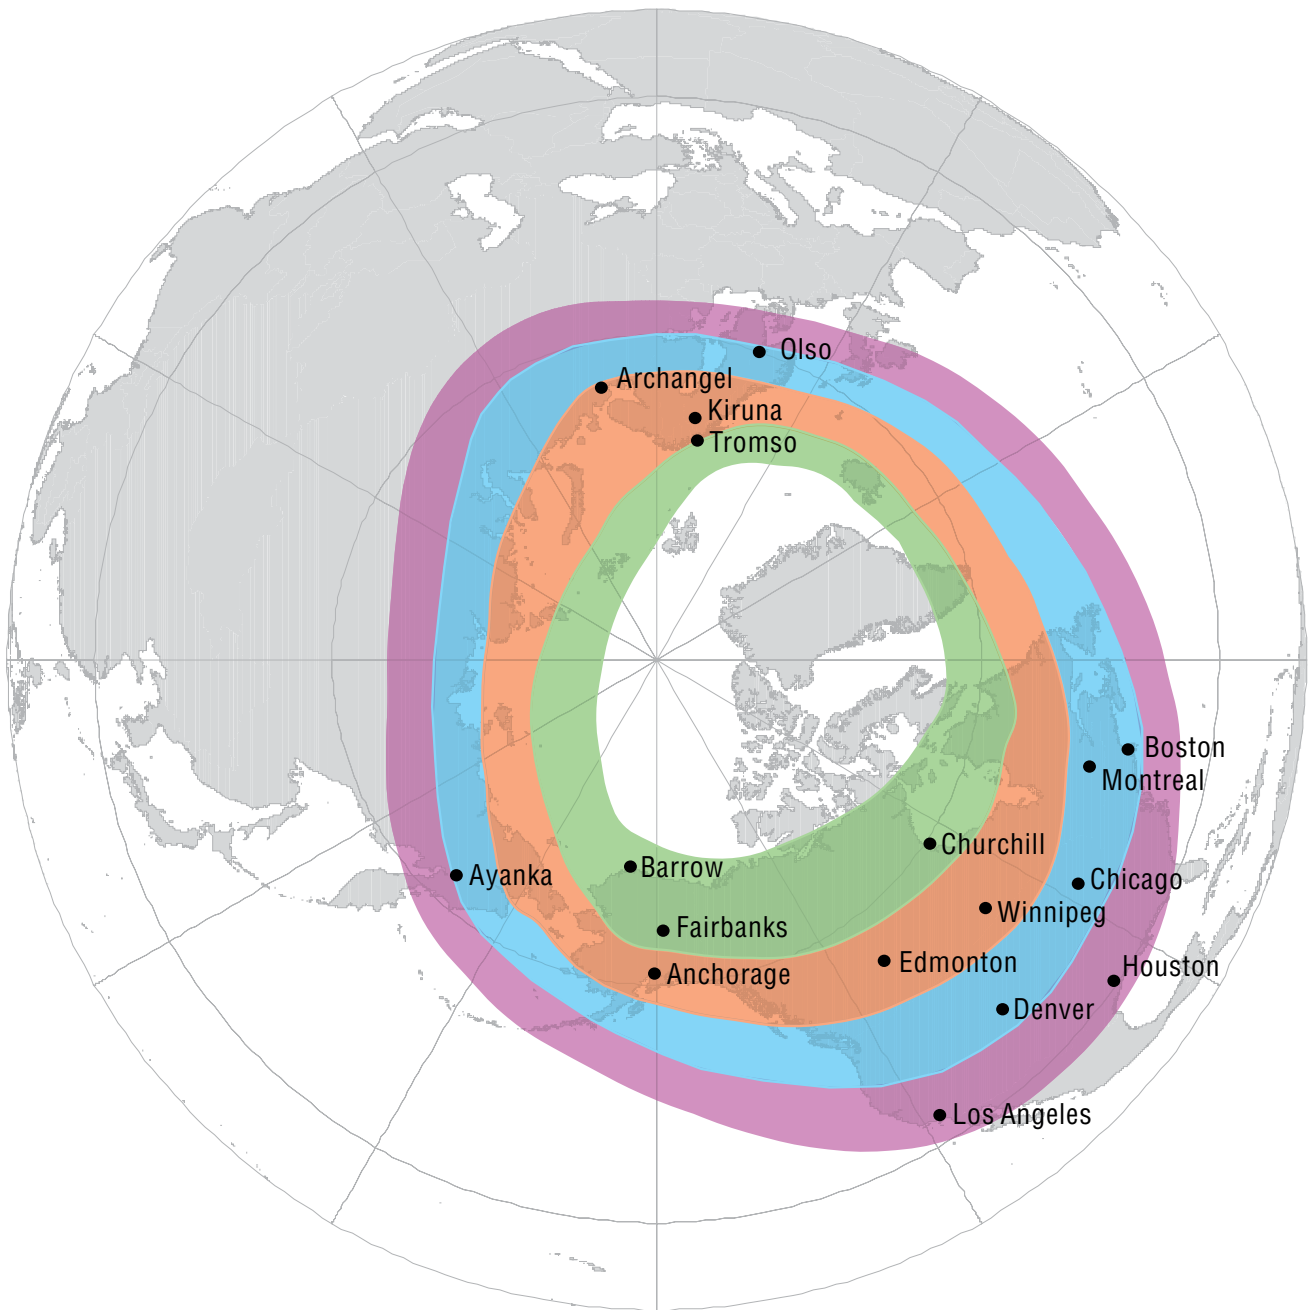 Olso
Archangel
Kiruna
Tromso
Boston
Montreal
Churchill
Barrow
Ayanka
Chicago
Winnipeg
Fairbanks
Edmonton
Houston
Anchorage
Denver
Los Angeles